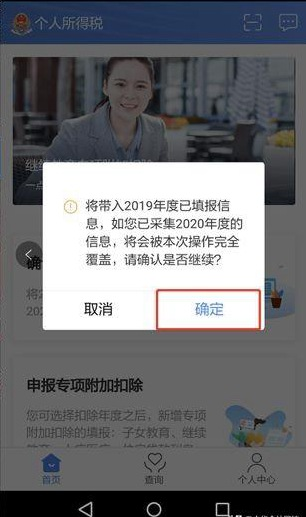 个人所得税
一点
将带入2019年度已填报信
息，如您已采集2020年度的
信息，将会被本次操作完全
覆盖，请确认是否继续?
取消
确定
申报专项附加扣除
您可选择扣除年度之后，新增专项
附加扣除的填报：子女教育、继续
首页
查询
个人中心